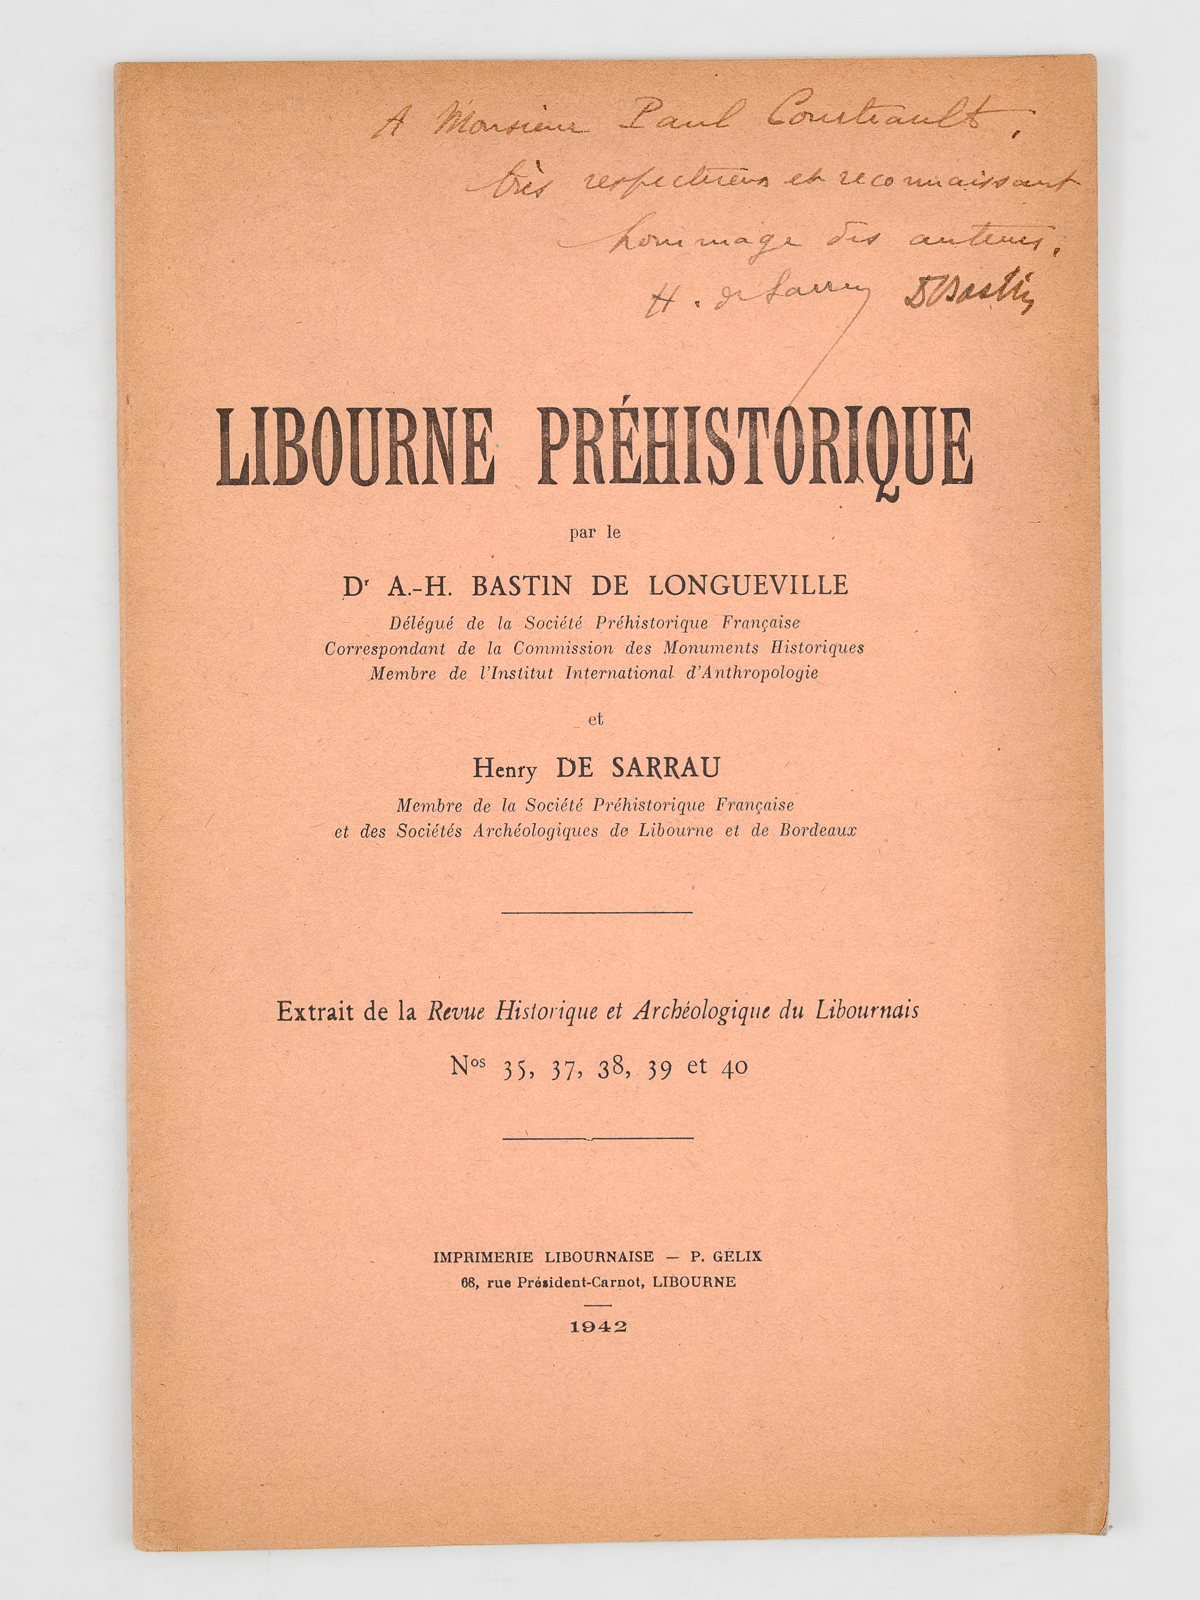 A Monsieur Paul Courteault,
très respectueux et reconnaissant
hommage des auteurs.
H. de Sarrau DBastin
LIBOURNE PRÉHISTORIQUE
par le
Dr A.-H. BASTIN DE LONGUEVILLE
Délégué de la Société Préhistorique Française
Correspondant de la Commission des Monuments Historiques
Membre de l'Institut International d'Anthropologie
et
Henry DE SARRAU
Membre de la Société Préhistorique Française
et des Sociétés Archéologiques de Libourne et de Bordeaux
Extrait de la Revue Historique et Archéologique du Libournais
Nos 35, 37, 38, 39 et 40
IMPRIMERIE LIBOURNAISE — P. GÉLIX
68, rue Président-Carnot, LIBOURNE
1942